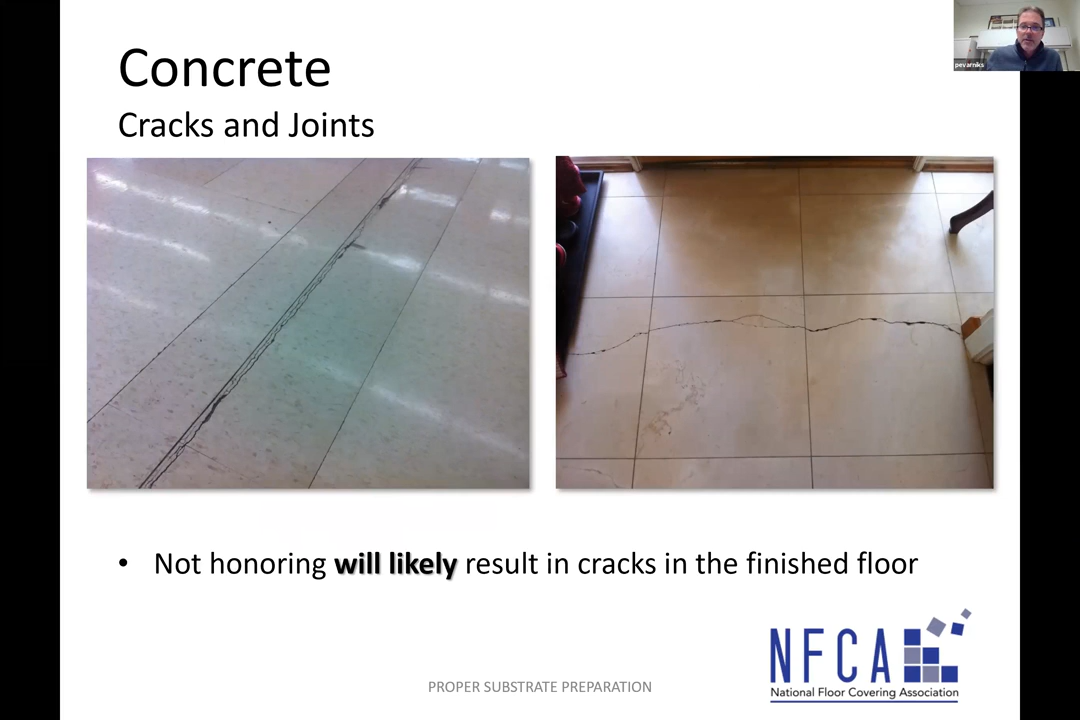 Concrete
Cracks and Joints
pevarniks
• Not honoring will likely result in cracks in the finished floor
NFCA
National Floor Covering Association
PROPER SUBSTRATE PREPARATION